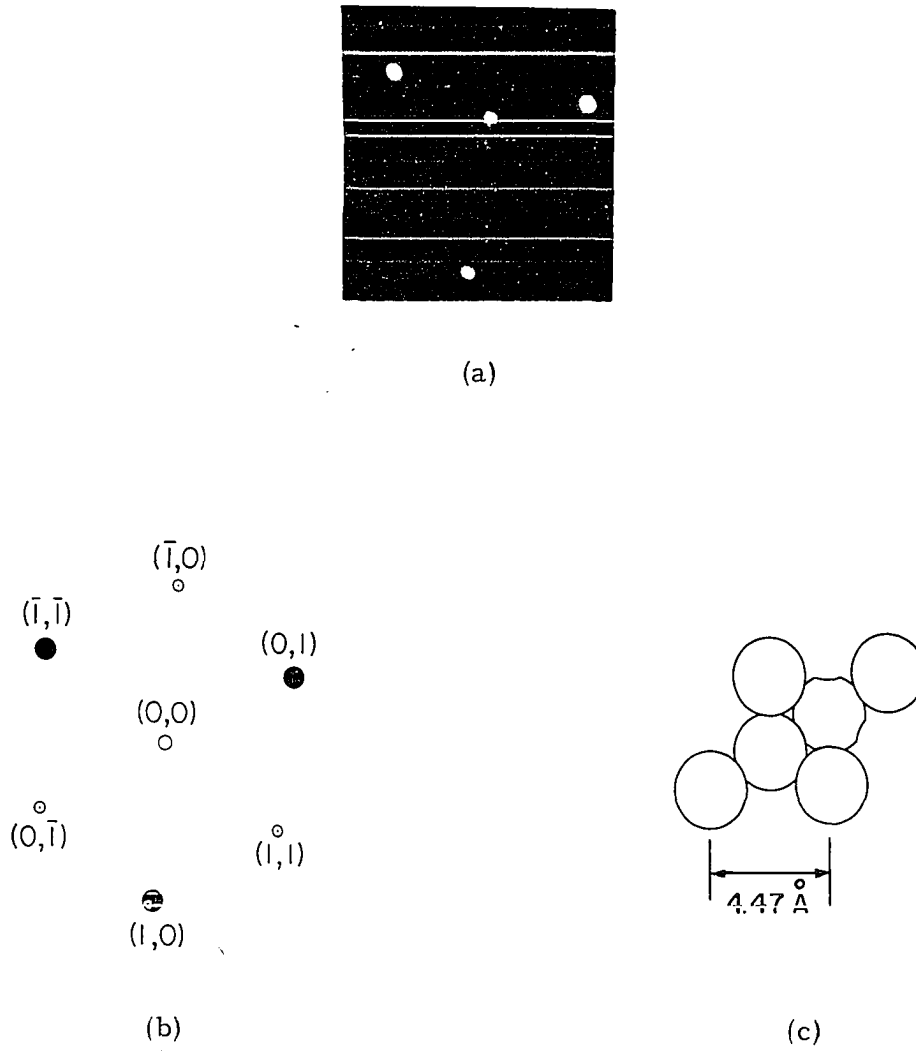 (a)
(1̅,0)
(1̅,1̅)
(0,1)
(0,0)
(0,1̅)
(1,1)
(1,0)
4.47 Å
(b)
(c)